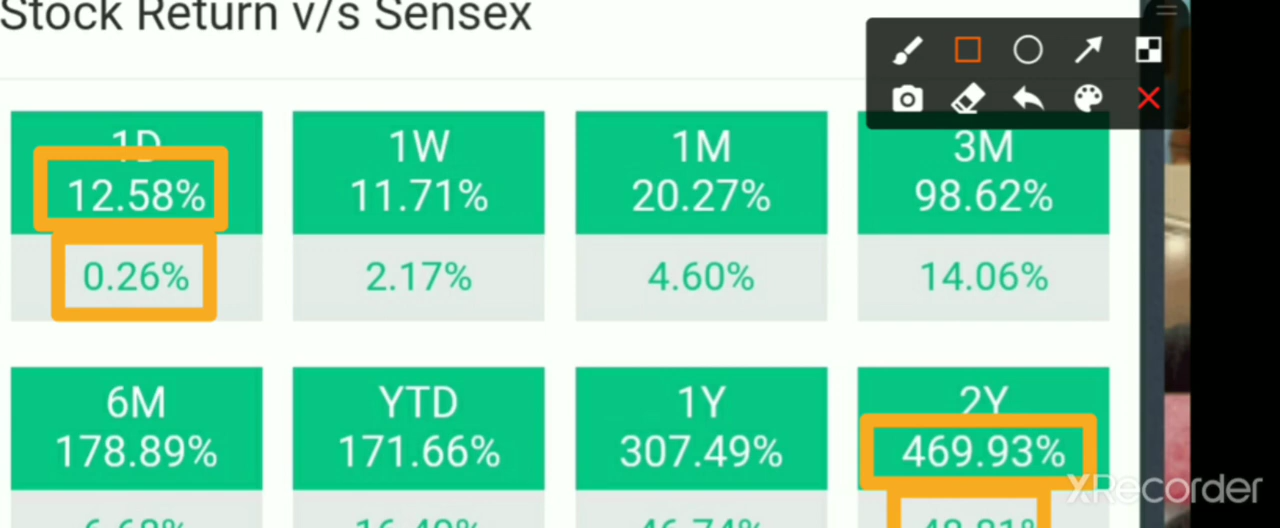 Stock Return v/s Sensex
1D 1W 1M 3M
12.58% 11.71% 20.27% 98.62%
0.26% 2.17% 4.60% 14.06%
6M YTD 1Y 2Y
178.89% 171.66% 307.49% 469.93%
XRecorder